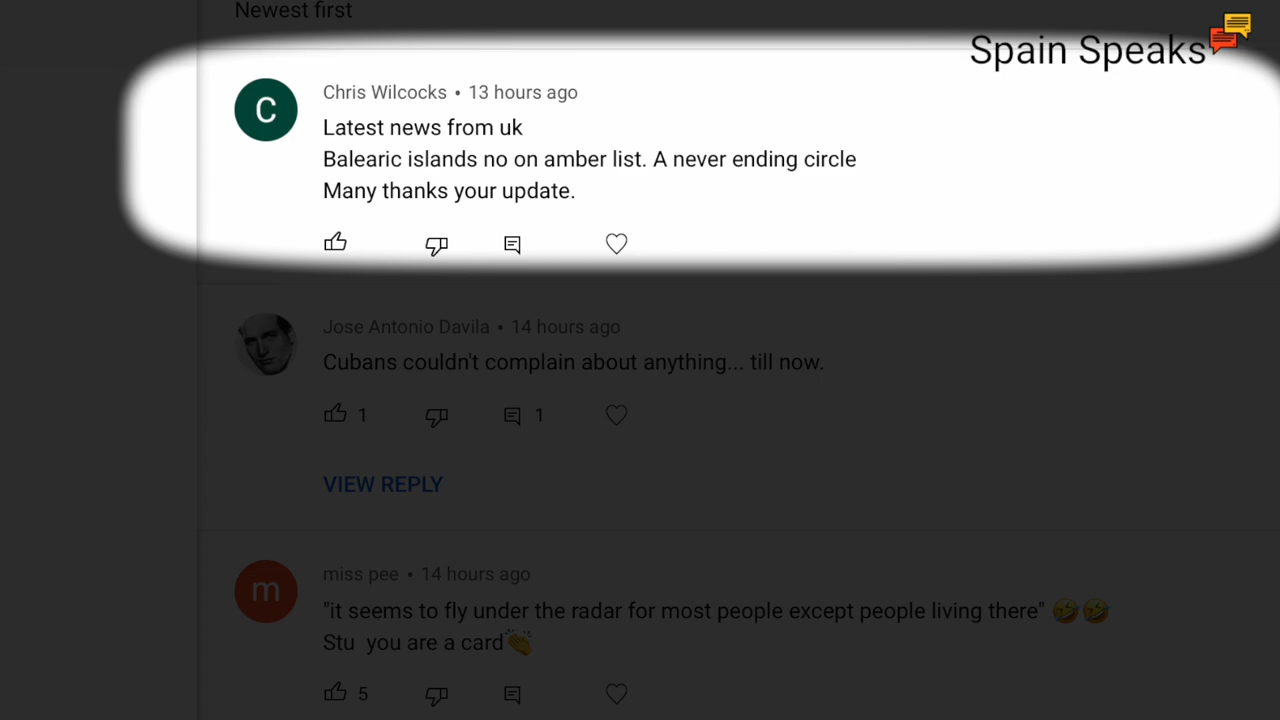 Newest first
Spain Speaks
Chris Wilcocks • 13 hours ago
Latest news from uk
Balearic islands no on amber list. A never ending circle
Many thanks your update.
Jose Antonio Davila • 14 hours ago
Cubans couldn't complain about anything... till now.
1 1
VIEW REPLY
miss pee • 14 hours ago
"it seems to fly under the radar for most people except people living there" 🤣🤣
Stu you are a card👏
5
C
m